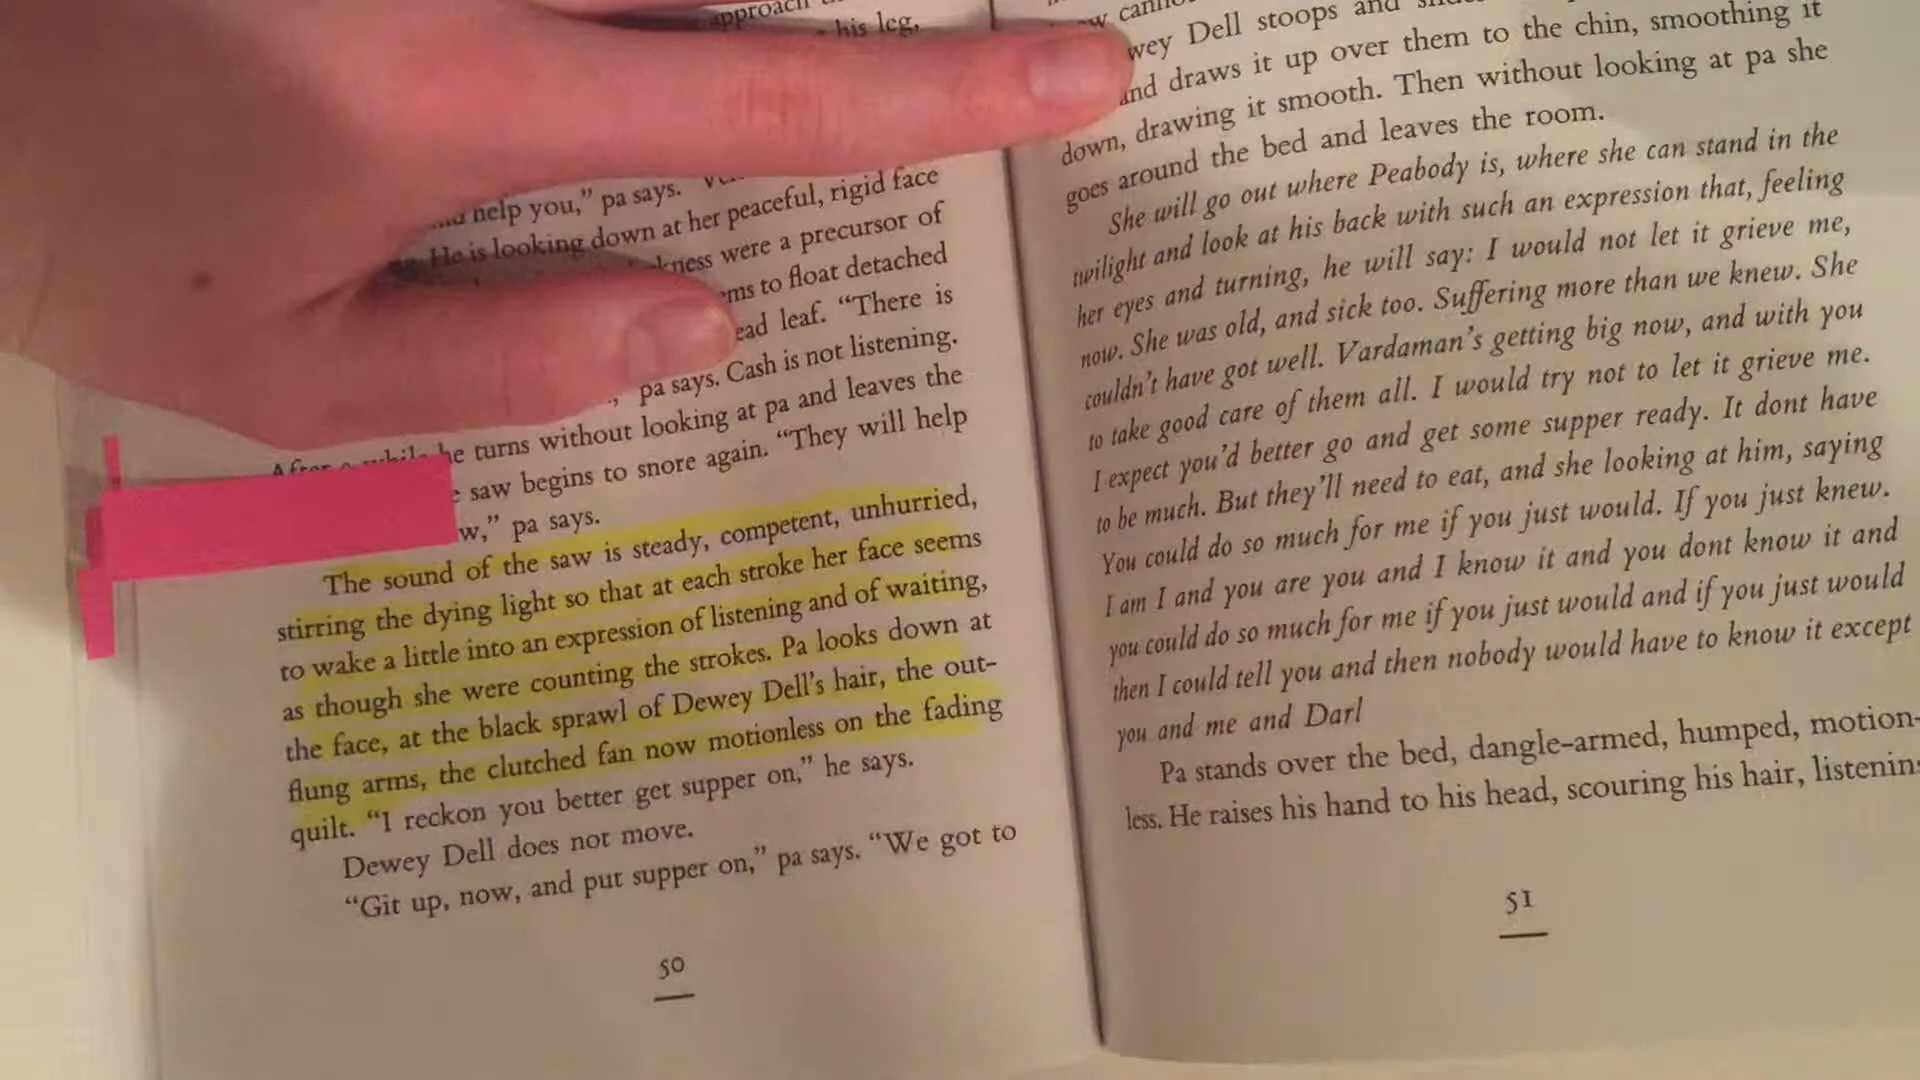 approach
his leg,
help you,” pa says.
He is looking down at her peaceful, rigid face
were a precursor of
to float detached
leaf. “There is
pa says. Cash is not listening.
he turns without looking at pa and leaves the
saw begins to snore again. “They will help
pa says.
The sound of the saw is steady, competent, unhurried,
stirring the dying light so that at each stroke her face seems
to wake a little into an expression of listening and of waiting,
as though she were counting the strokes. Pa looks down at
the face, at the black sprawl of Dewey Dell’s hair, the out-
flung arms, the clutched fan now motionless on the fading
quilt. “I reckon you better get supper on,” he says.
Dewey Dell does not move.
“Git up, now, and put supper on,” pa says. “We got to
50
Dell stoops and
and draws it up over them to the chin, smoothing it
down, drawing it smooth. Then without looking at pa she
goes around the bed and leaves the room.
She will go out where Peabody is, where she can stand in the
twilight and look at his back with such an expression that, feeling
her eyes and turning, he will say: I would not let it grieve me,
now. She was old, and sick too. Suffering more than we knew. She
couldn’t have got well. Vardaman’s getting big now, and with you
to take good care of them all. I would try not to let it grieve me.
I expect you’d better go and get some supper ready. It dont have
to be much. But they’ll need to eat, and she looking at him, saying
You could do so much for me if you just would. If you just knew.
I am I and you are you and I know it and you dont know it and
you could do so much for me if you just would and if you just would
then I could tell you and then nobody would have to know it except
you and me and Darl
Pa stands over the bed, dangle-armed, humped, motion-
less. He raises his hand to his head, scouring his hair,
51